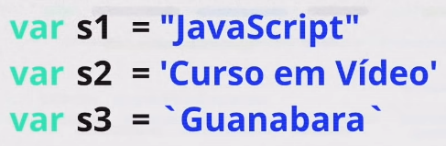 var s1 = "JavaScript"
var s2 = 'Curso em Vídeo'
var s3 = `Guanabara`